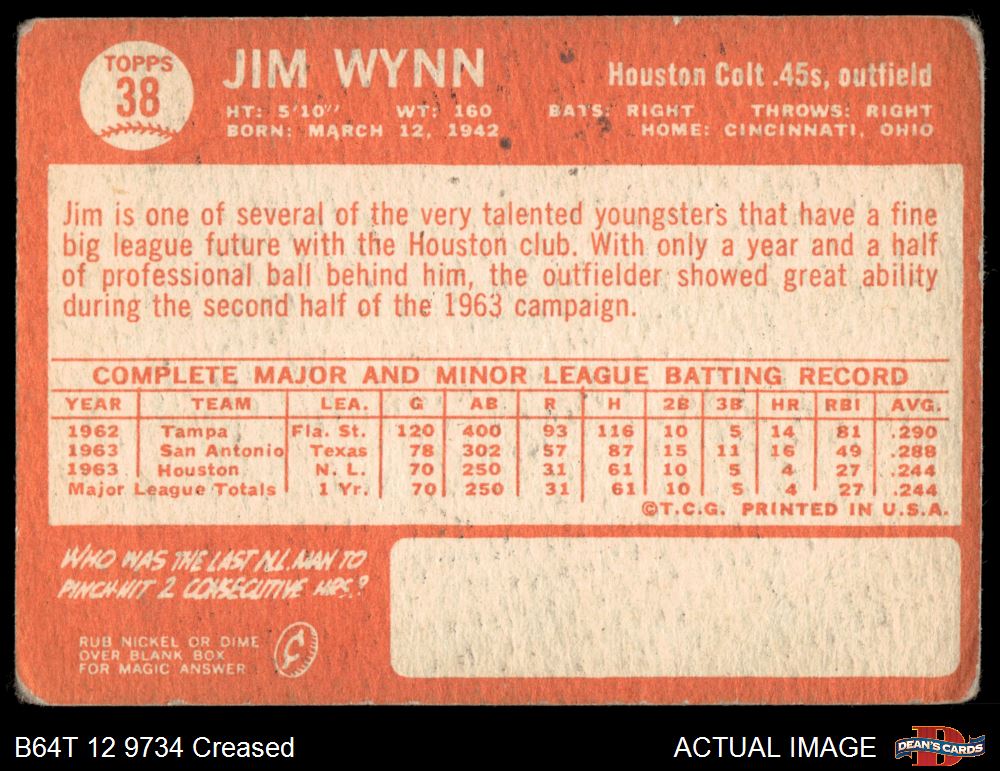 TOPPS
38
JIM WYNN
Houston Colt .45s, outfield
HT: 5'10" WT: 160 BATS: RIGHT THROWS: RIGHT
BORN: MARCH 12, 1942 HOME: CINCINNATI, OHIO
Jim is one of several of the very talented youngsters that have a fine
big league future with the Houston club. With only a year and a half
of professional ball behind him, the outfielder showed great ability
during the second half of the 1963 campaign.
COMPLETE MAJOR AND MINOR LEAGUE BATTING RECORD
YEAR TEAM LEA. G AB R H 2B 3B HR RBI AVG.
1962 Tampa Fla. St. 120 400 93 116 10 5 14 81 .290
1963 San Antonio Texas 78 302 57 87 15 11 16 49 .288
1963 Houston N. L. 70 250 31 61 10 5 4 27 .244
Major League Totals 1 Yr. 70 250 31 61 10 5 4 27 .244
©T.C.G. PRINTED IN U.S.A.
WHO WAS THE LAST N.L. MAN TO
PINCH-HIT 2 CONSECUTIVE HRS.?
RUB NICKEL OR DIME
OVER BLANK BOX
FOR MAGIC ANSWER
B64T 12 9734 Creased
ACTUAL IMAGE
DEAN'S CARDS